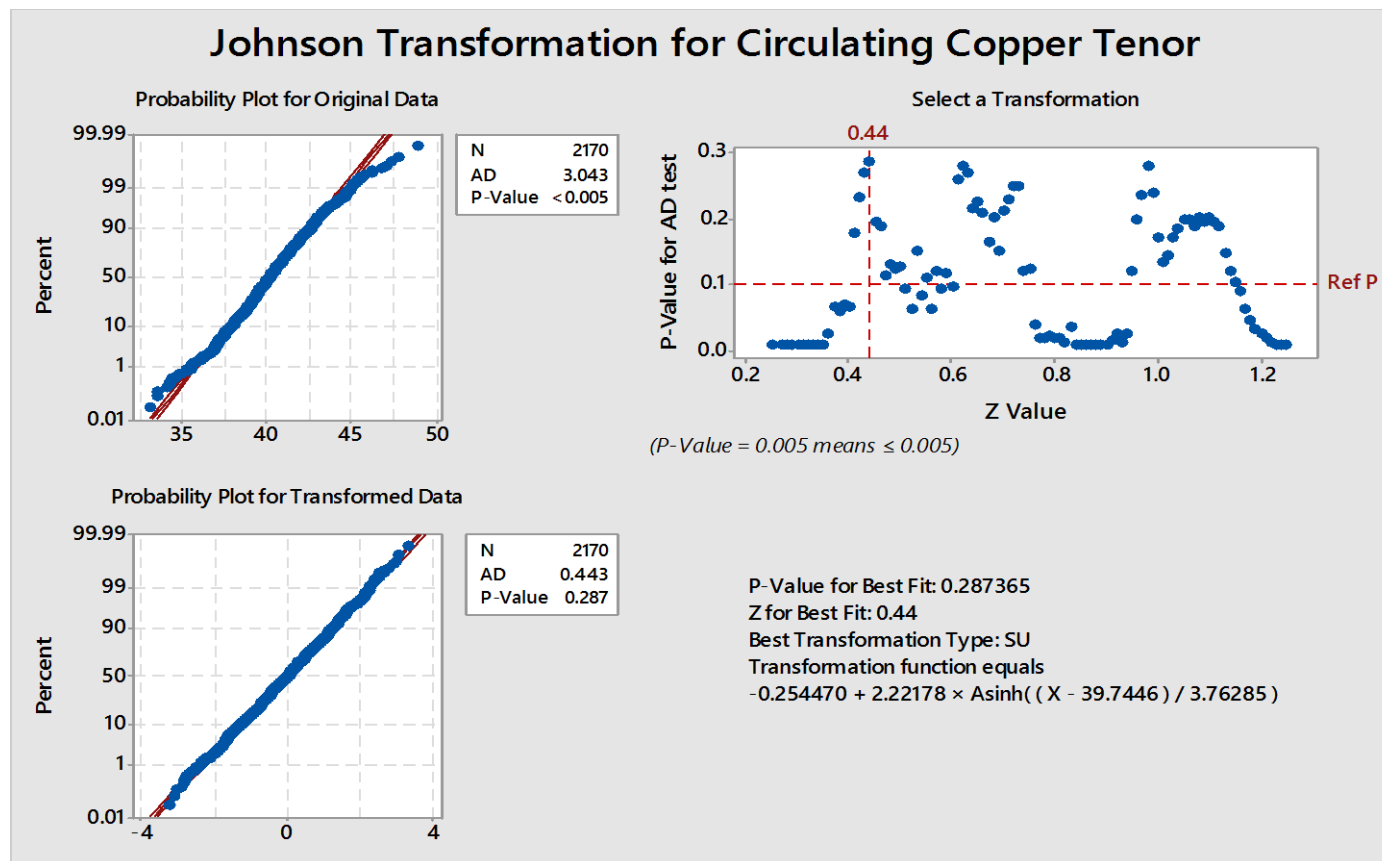 Johnson Transformation for Circulating Copper Tenor
Probability Plot for Original Data
99.99
99
90
50
10
1
0.01
Percent
35 40 45 50
N 2170
AD 3.043
P-Value <0.005
Select a Transformation
0.44
0.3
0.2
0.1
0.0
P-Value for AD test
Ref P
0.2 0.4 0.6 0.8 1.0 1.2
Z Value
(P-Value = 0.005 means ≤ 0.005)
Probability Plot for Transformed Data
99.99
99
90
50
10
1
0.01
Percent
-4 0 4
N 2170
AD 0.443
P-Value 0.287
P-Value for Best Fit: 0.287365
Z for Best Fit: 0.44
Best Transformation Type: SU
Transformation function equals
-0.254470 + 2.22178 × Asinh( ( X - 39.7446 ) / 3.76285 )